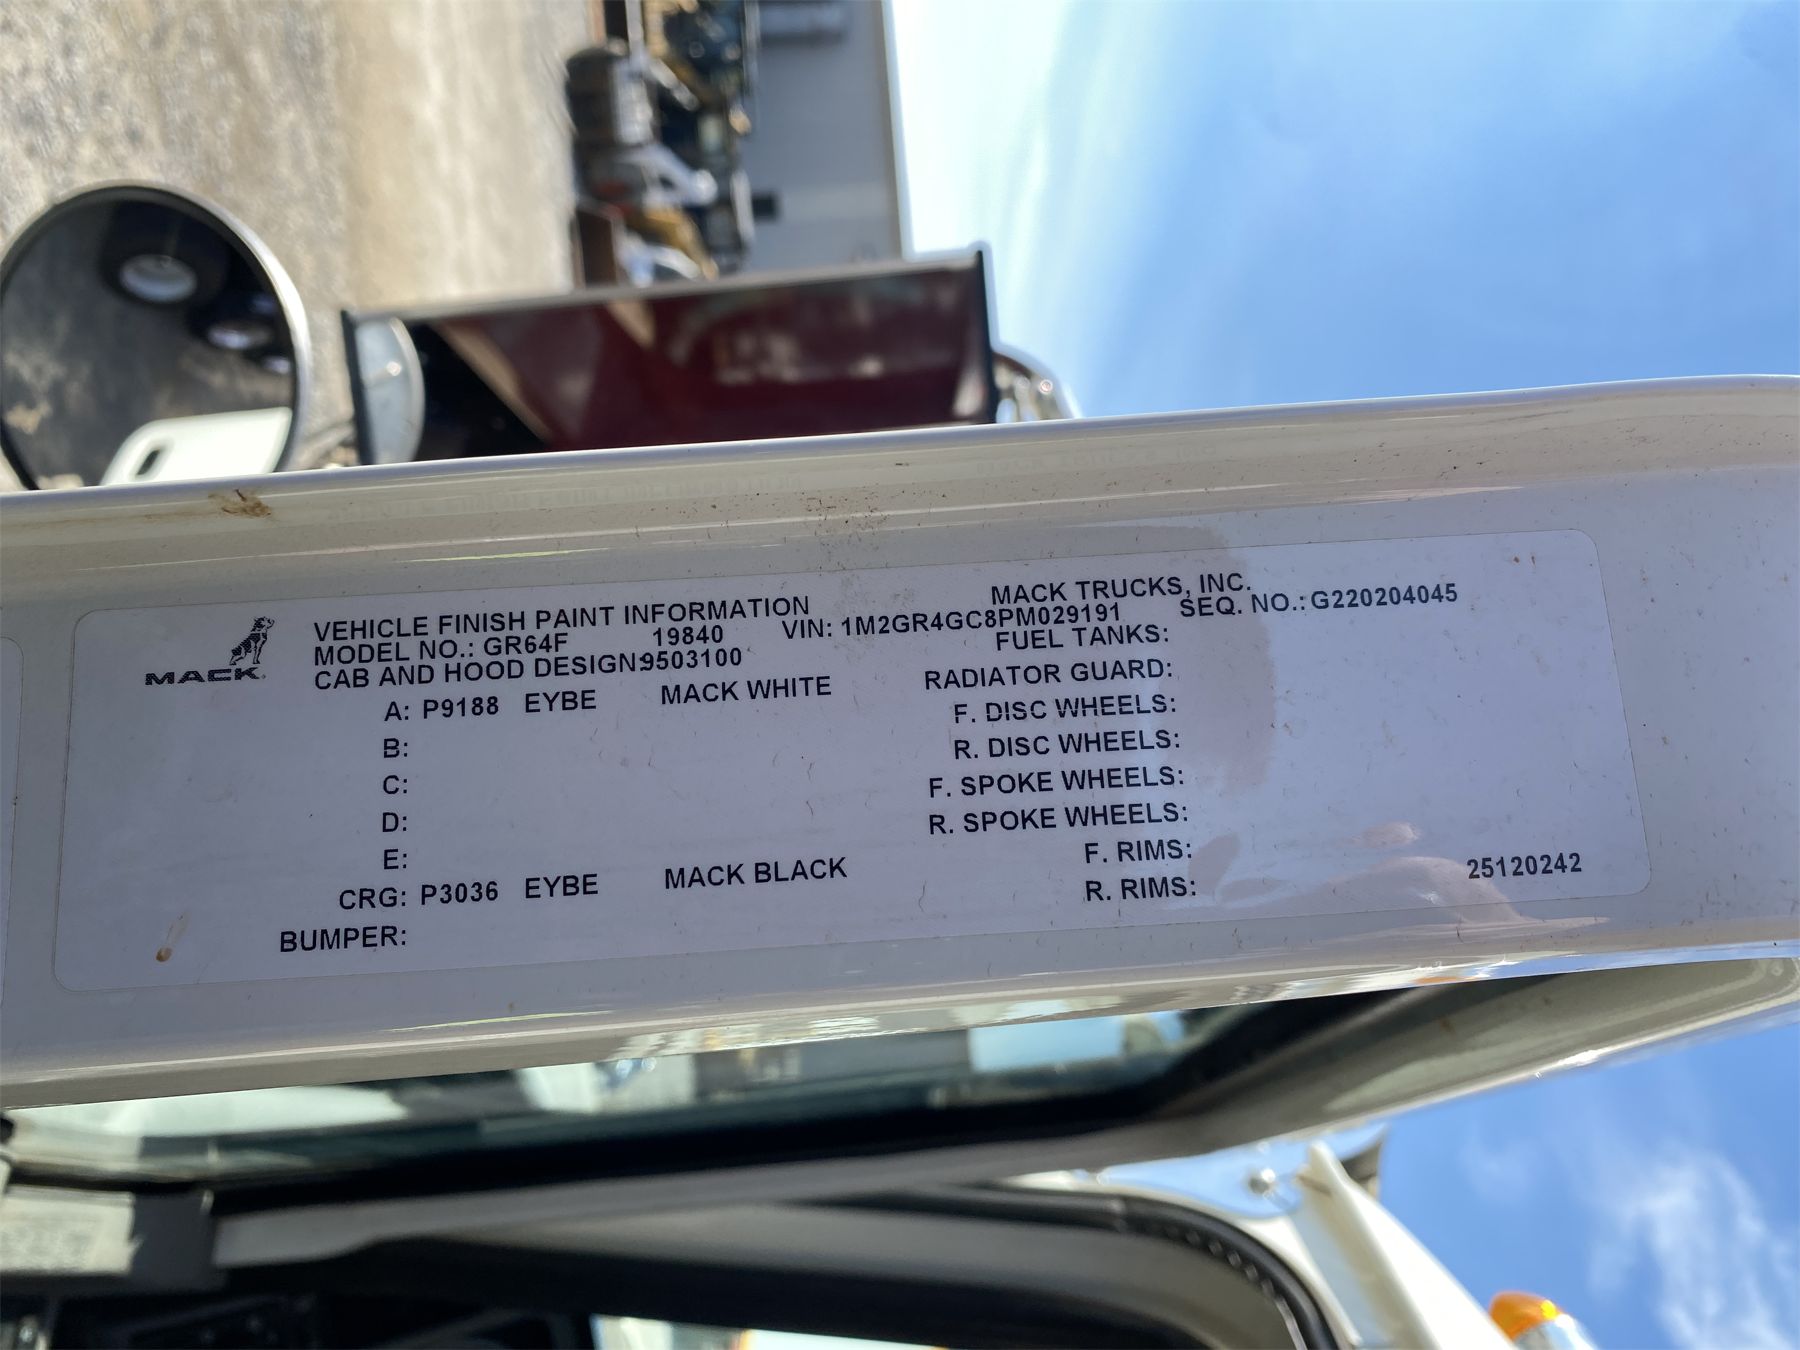 MACK
VEHICLE FINISH PAINT INFORMATION MACK TRUCKS, INC.
MODEL NO.: GR64F 19840 VIN: 1M2GR4GC8PM029191 SEQ. NO.: G220204045
CAB AND HOOD DESIGN: 9503100 FUEL TANKS:
A: P9188 EYBE MACK WHITE RADIATOR GUARD:
B: F. DISC WHEELS:
C: R. DISC WHEELS:
D: F. SPOKE WHEELS:
E: R. SPOKE WHEELS:
CRG: P3036 EYBE MACK BLACK F. RIMS:
BUMPER: R. RIMS:
25120242